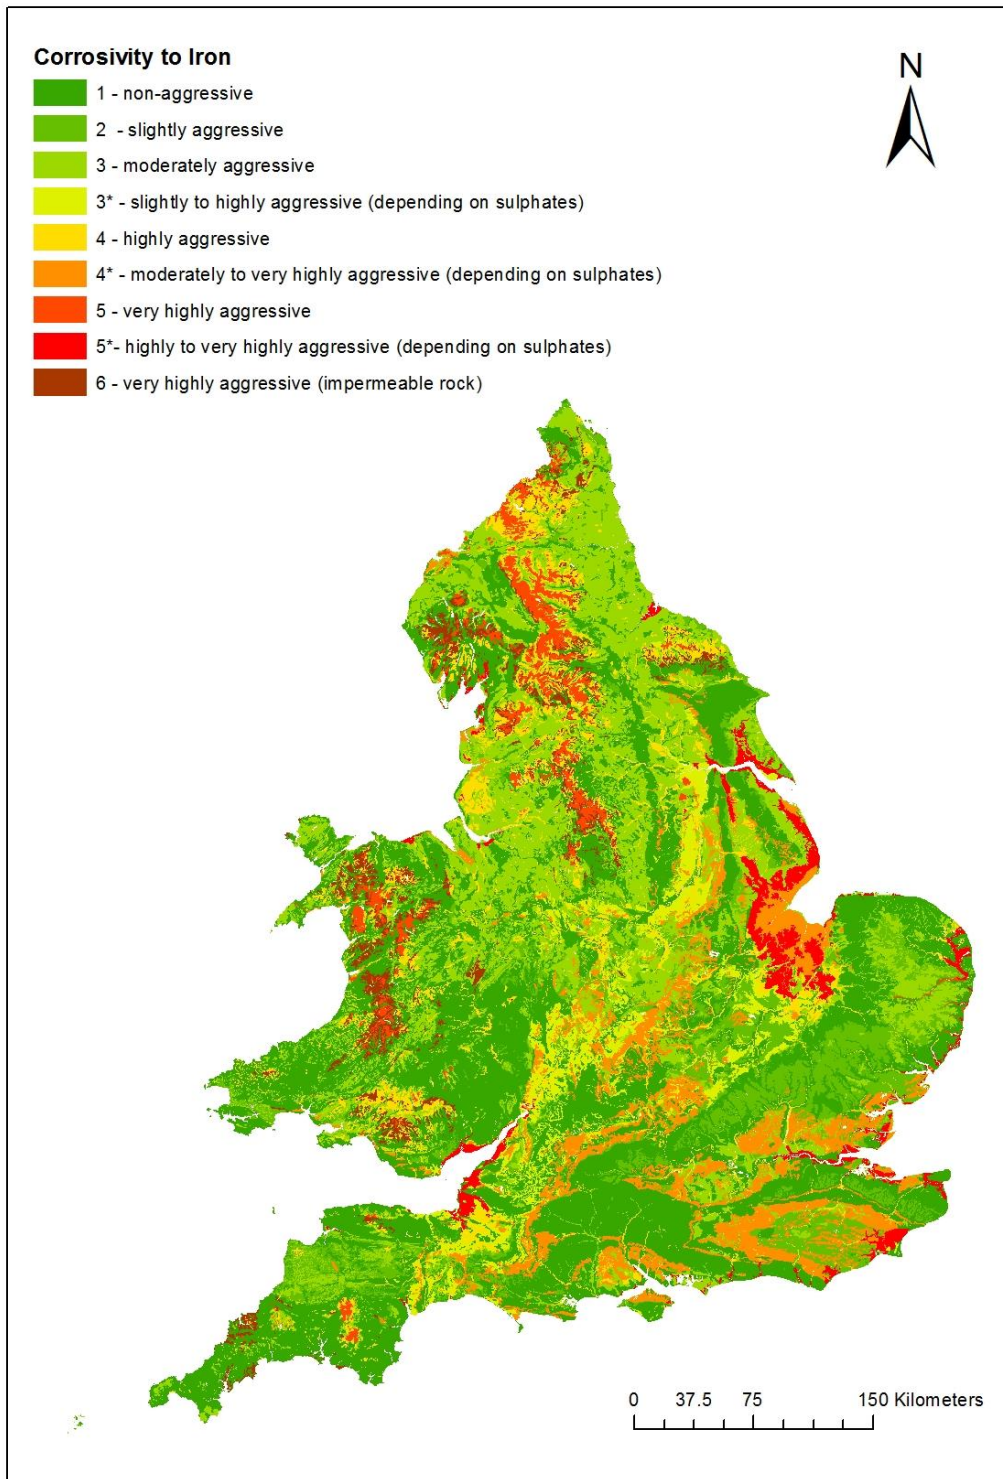 Corrosivity to Iron
1 - non-aggressive
2 - slightly aggressive
3 - moderately aggressive
3* - slightly to highly aggressive (depending on sulphates)
4 - highly aggressive
4* - moderately to very highly aggressive (depending on sulphates)
5 - very highly aggressive
5*- highly to very highly aggressive (depending on sulphates)
6 - very highly aggressive (impermeable rock)
N
0 37.5 75 150 Kilometers